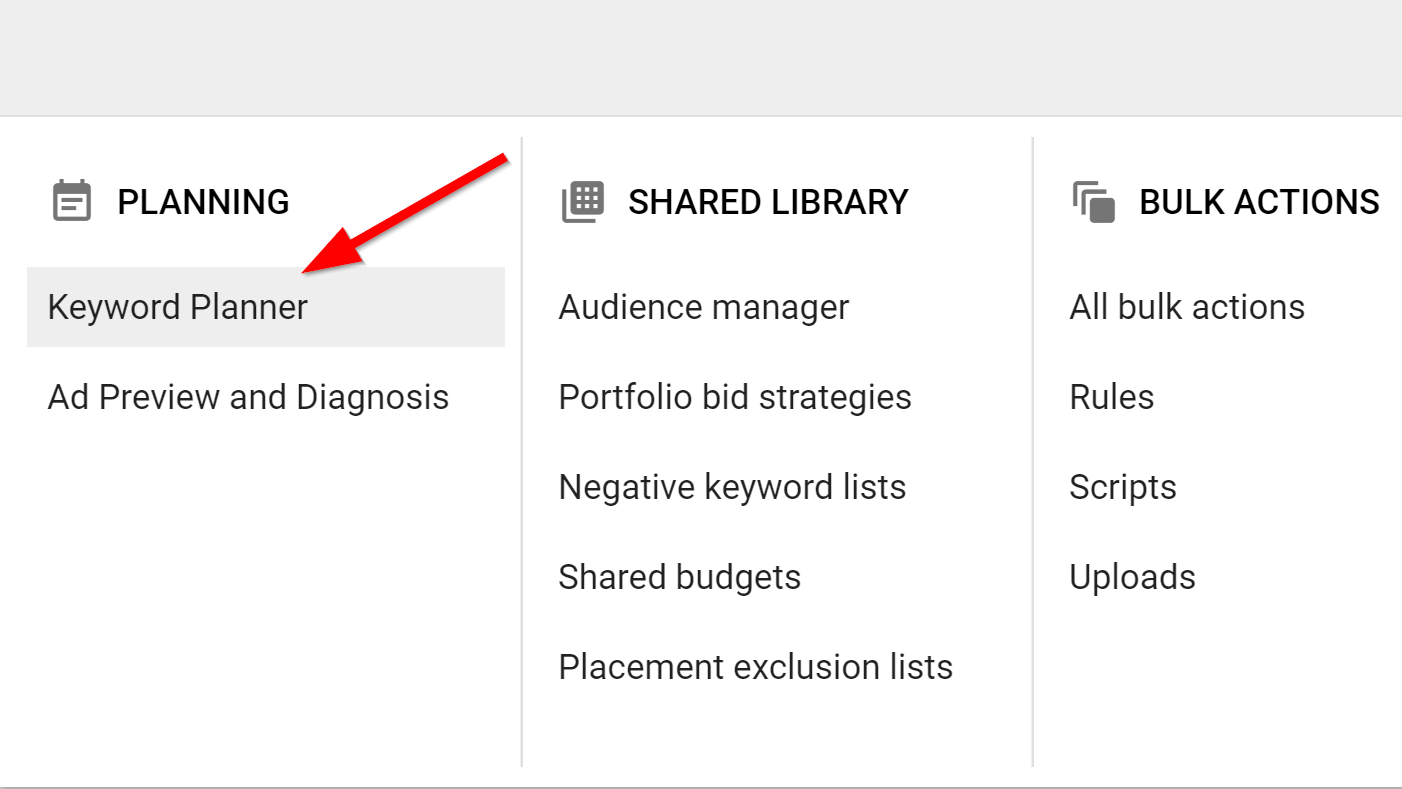 PLANNING
Keyword Planner
Ad Preview and Diagnosis
SHARED LIBRARY
Audience manager
Portfolio bid strategies
Negative keyword lists
Shared budgets
Placement exclusion lists
BULK ACTIONS
All bulk actions
Rules
Scripts
Uploads